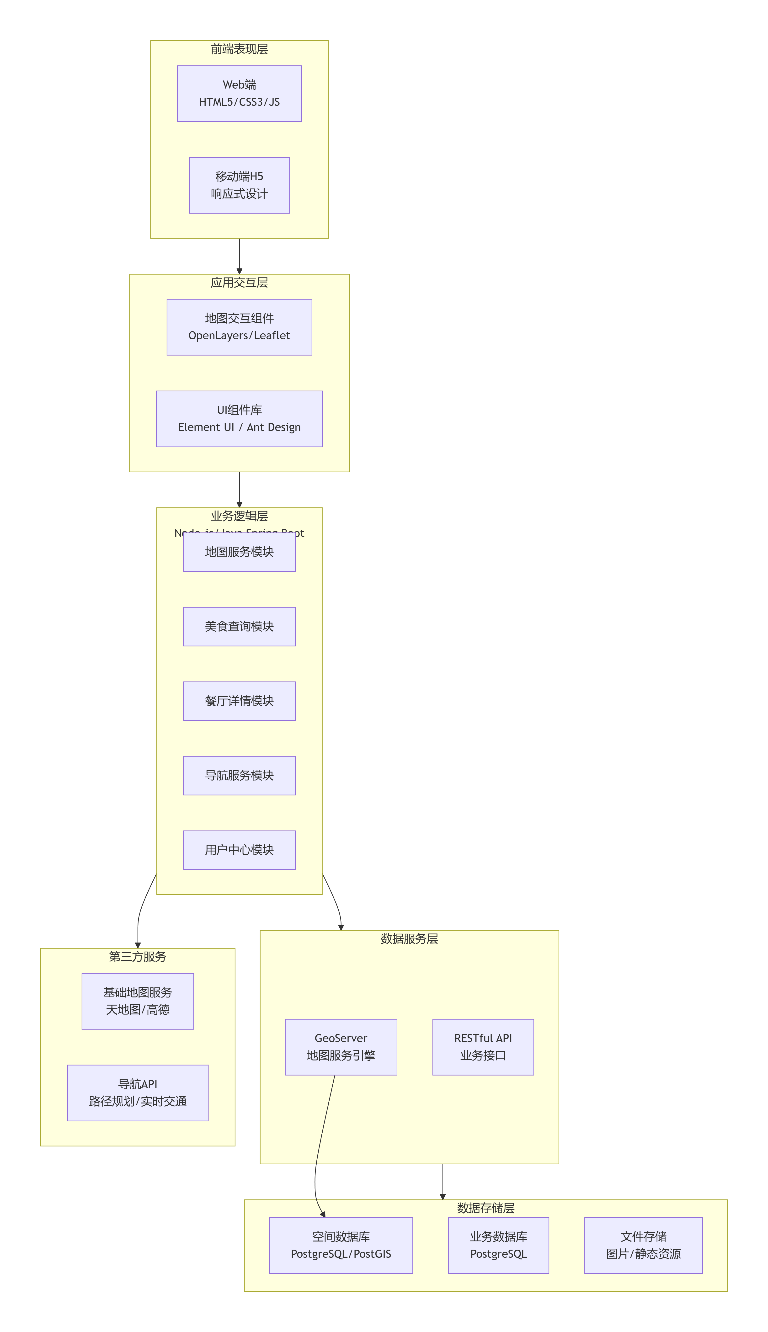 前端表现层
Web端
HTML5/CSS3/JS
移动端H5
响应式设计
应用交互层
地图交互组件
OpenLayers/Leaflet
UI组件库
Element UI / Ant Design
业务逻辑层
Node.js/Java Spring Boot
地图服务模块
美食查询模块
餐厅详情模块
导航服务模块
用户中心模块
数据服务层
第三方服务
基础地图服务
天地图/高德
GeoServer
地图服务引擎
RESTful API
业务接口
导航API
路径规划/实时交通
数据存储层
空间数据库
PostgreSQL/PostGIS
业务数据库
PostgreSQL
文件存储
图片/静态资源